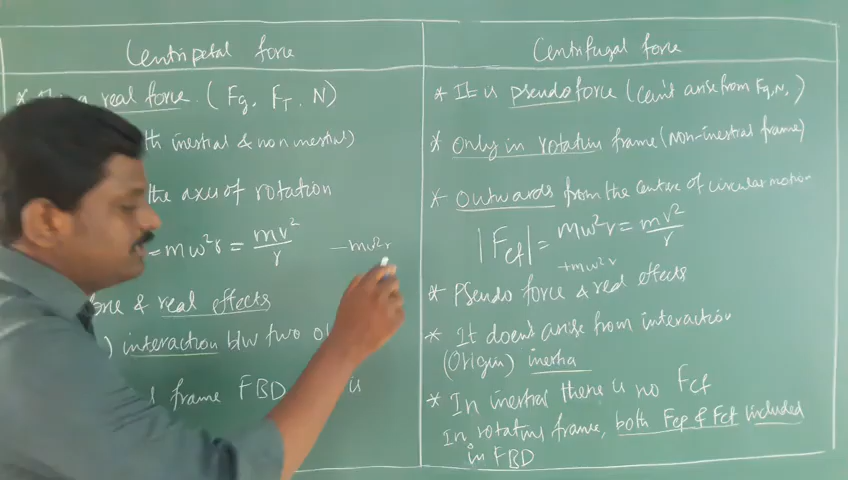 Centripetal force
real force. (Fg, FT, N)
inertial & non inertial)
the axis of rotation
= mω²r = mv²/r
-mω²r
& real effects
interaction b/w two
frame FBD is
Centrifugal force
* It is pseudo force (Can't arise from Fg, N, )
* Only in rotating frame (non-inertial frame)
* Outwards from the centre of circular motion
|Fcf| = mω²r = mv²/r
+mω²r
* Pseudo force & real effects
* It doesn't arise from interaction
(Origin) inertia
* In inertial there is no Fcf
In rotating frame, both Fcp & Fcf included
in FBD